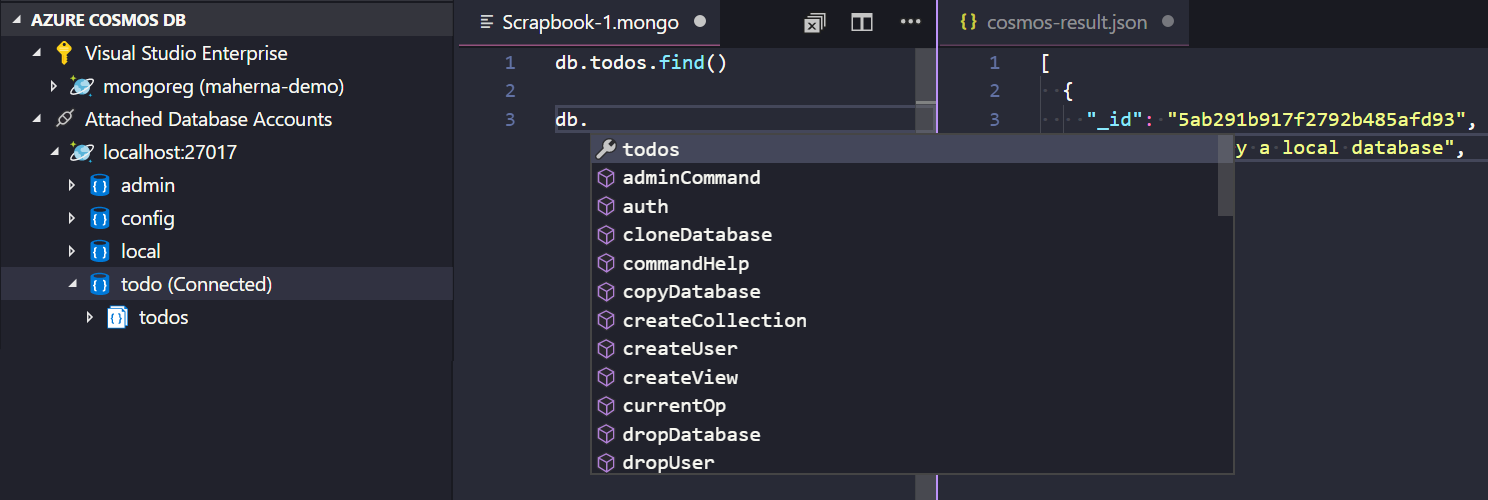 AZURE COSMOS DB
Visual Studio Enterprise
mongoreg (maherna-demo)
Attached Database Accounts
localhost:27017
admin
config
local
todo (Connected)
todos
Scrapbook-1.mongo
1 db.todos.find()
2
3 db.
todos
adminCommand
auth
cloneDatabase
commandHelp
copyDatabase
createCollection
createUser
createView
currentOp
dropDatabase
dropUser
{} cosmos-result.json
1 [
2 {
3 "_id": "5ab291b917f2792b485afd93",
y a local database",